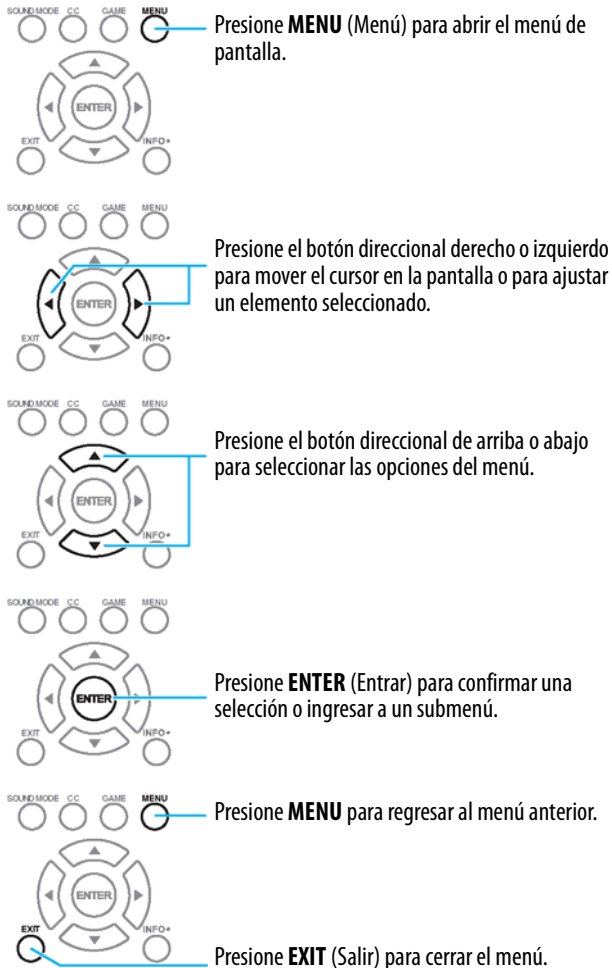 SOUND MODE CC GAME MENU
Presione MENU (Menú) para abrir el menú de
pantalla.
ENTER
EXIT INFO+
SOUND MODE CC GAME MENU
Presione el botón direccional derecho o izquierdo
para mover el cursor en la pantalla o para ajustar
un elemento seleccionado.
ENTER
EXIT INFO+
SOUND MODE CC GAME MENU
Presione el botón direccional de arriba o abajo
para seleccionar las opciones del menú.
ENTER
EXIT INFO+
SOUND MODE CC GAME MENU
Presione ENTER (Entrar) para confirmar una
selección o ingresar a un submenú.
ENTER
EXIT INFO+
SOUND MODE CC GAME MENU
Presione MENU para regresar al menú anterior.
ENTER
EXIT INFO+
Presione EXIT (Salir) para cerrar el menú.